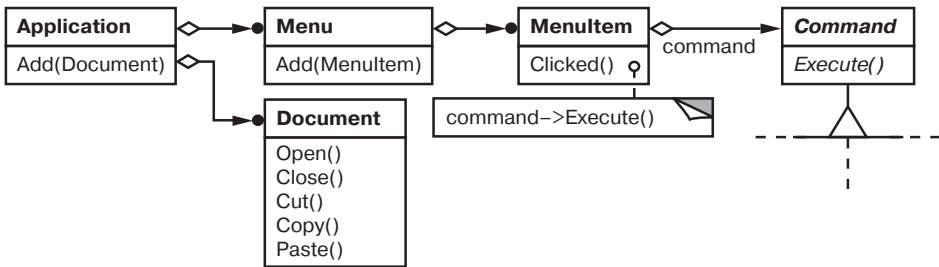 Application
Add(Document)
Menu
Add(MenuItem)
MenuItem
Clicked()
command
Command
Execute()
command–>Execute()
Document
Open()
Close()
Cut()
Copy()
Paste()